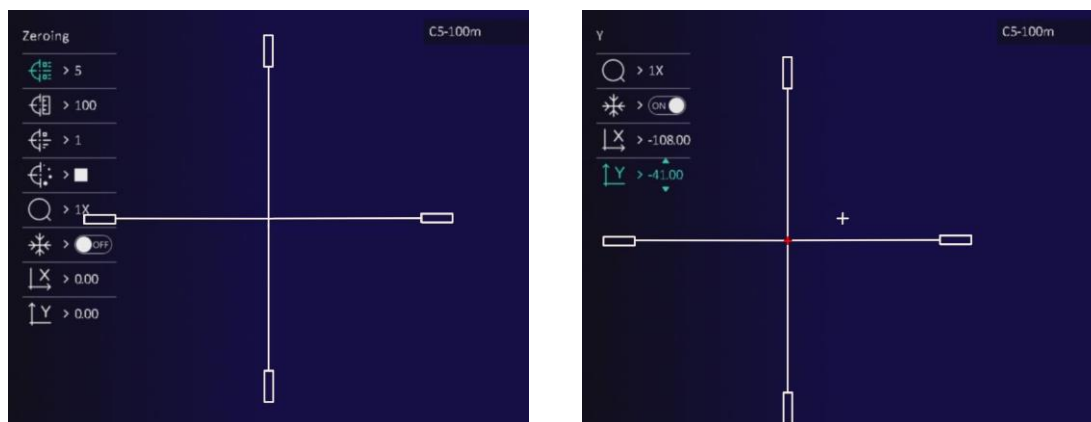 Zeroing
C5-100m
> 5
> 100
> 1
>
> 1X
> OFF
X > 0.00
Y > 0.00
Y
C5-100m
> 1X
> ON
X > -108.00
Y > -41.00